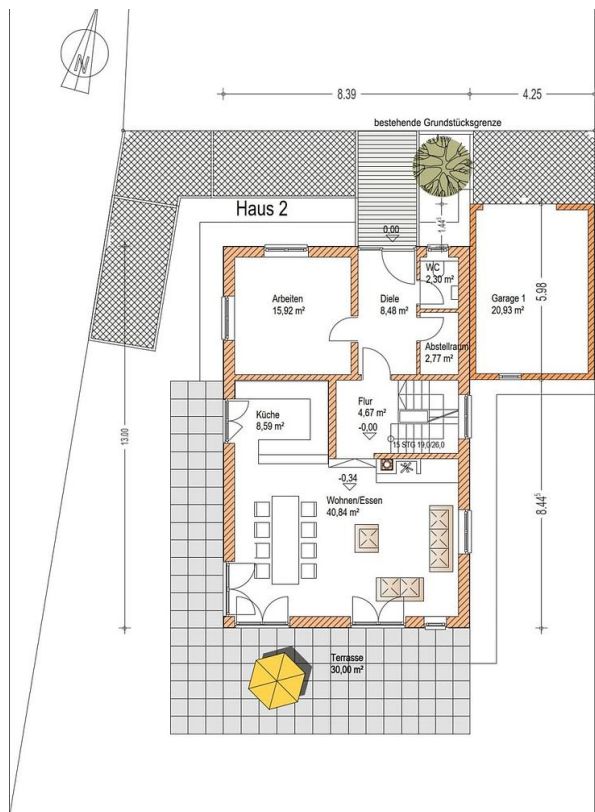 N
8.39
4.25
bestehende Grundstücksgrenze
Haus 2
1.44⁵
0,00
WC
2,30 m²
Arbeiten
15,92 m²
Diele
8,48 m²
Garage 1
20,93 m²
5.98
Abstellraum
2,77 m²
Flur
4,67 m²
-0,00
Küche
8,59 m²
15 STG 19,0/26,0
13.00
-0,34
Wohnen/Essen
40,84 m²
8.44⁵
Terrasse
30,00 m²